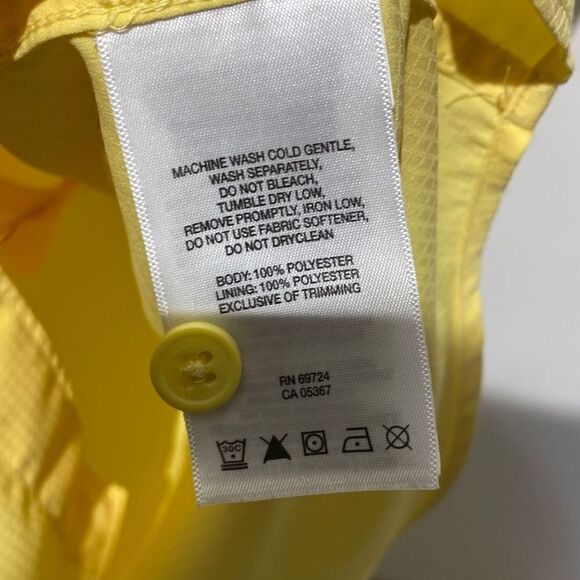 MACHINE WASH COLD GENTLE,
WASH SEPARATELY,
DO NOT BLEACH,
TUMBLE DRY LOW,
REMOVE PROMPTLY, IRON LOW,
DO NOT USE FABRIC SOFTENER,
DO NOT DRYCLEAN
BODY: 100% POLYESTER
LINING: 100% POLYESTER
EXCLUSIVE OF TRIMMING
RN 69724
CA 05367
30C